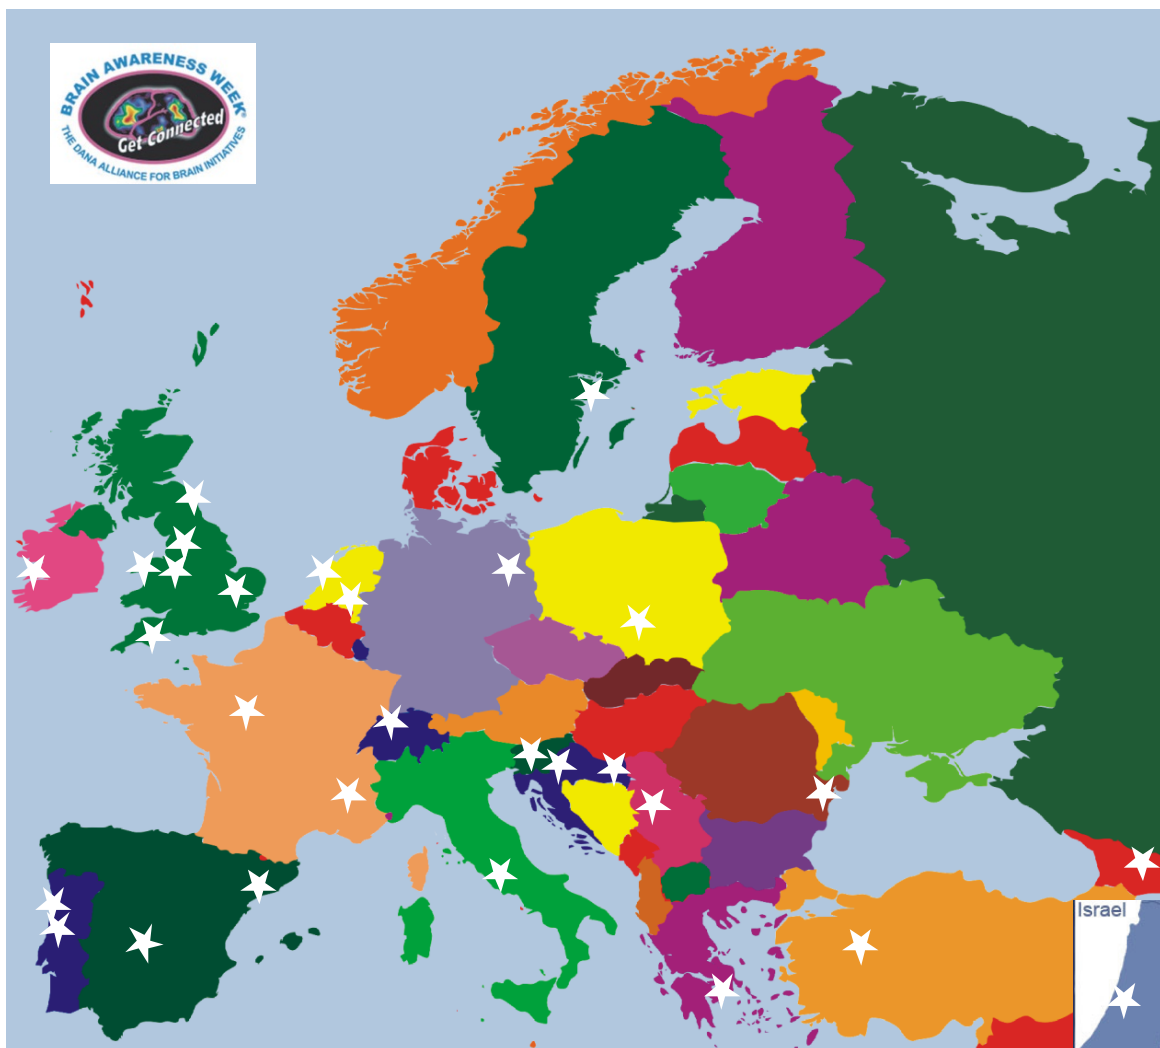 BRAIN AWARENESS WEEK®
Get Connected
THE DANA ALLIANCE FOR BRAIN INITIATIVES
Israel